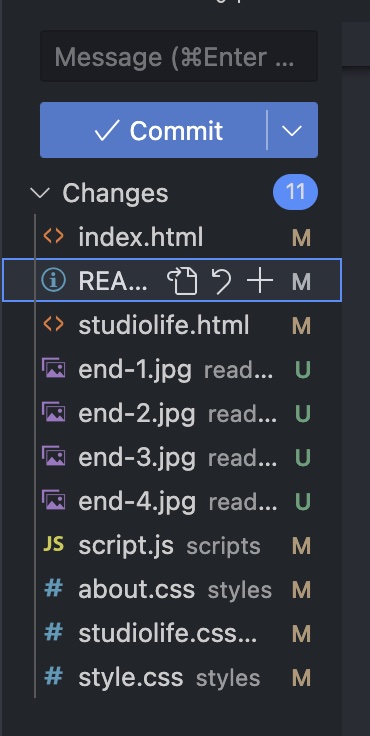 Message (⌘Enter ...
Commit
Changes 11
index.html M
REA... M
studiolife.html M
end-1.jpg read... U
end-2.jpg read... U
end-3.jpg read... U
end-4.jpg read... U
JS script.js scripts M
# about.css styles M
# studiolife.css... M
# style.css styles M